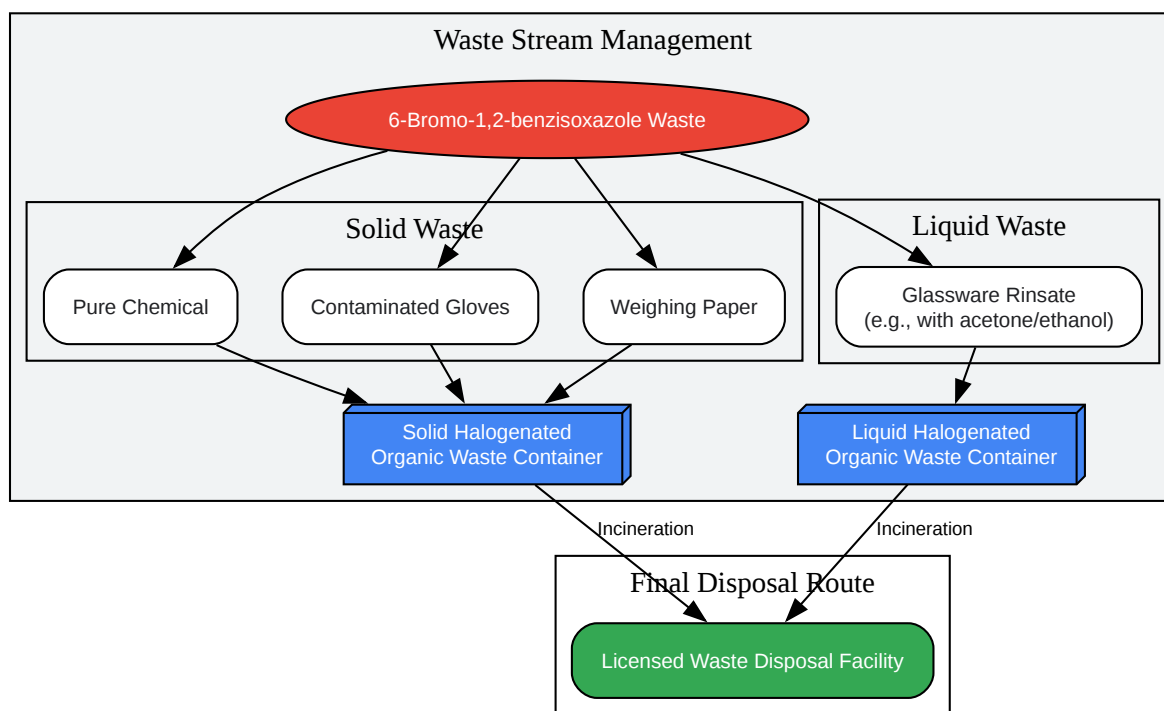 Waste Stream Management
6-Bromo-1,2-benzisoxazole Waste
Solid Waste
Liquid Waste
Pure Chemical
Contaminated Gloves
Weighing Paper
Glassware Rinsate
(e.g., with acetone/ethanol)
Solid Halogenated
Organic Waste Container
Liquid Halogenated
Organic Waste Container
Incineration
Incineration
Final Disposal Route
Licensed Waste Disposal Facility